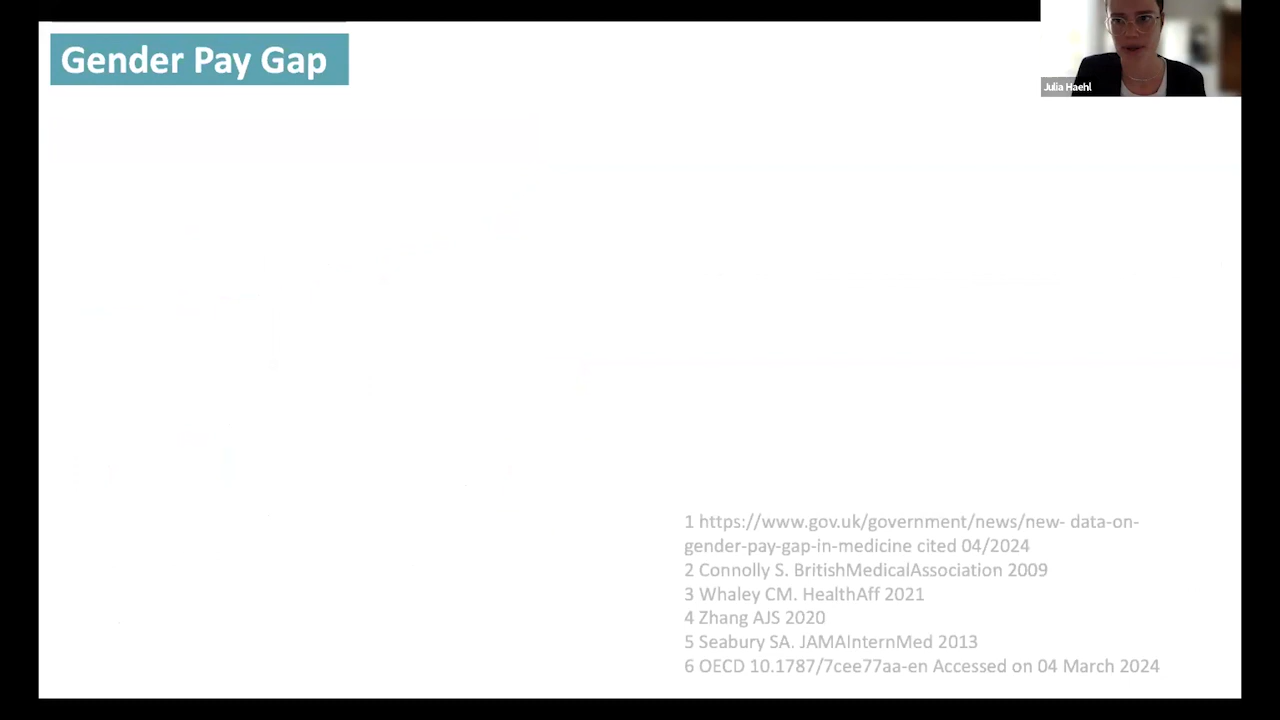 Gender Pay Gap
Julia Haehl
1 https://www.gov.uk/government/news/new- data-on-
gender-pay-gap-in-medicine cited 04/2024
2 Connolly S. BritishMedicalAssociation 2009
3 Whaley CM. HealthAff 2021
4 Zhang AJS 2020
5 Seabury SA. JAMAInternMed 2013
6 OECD 10.1787/7cee77aa-en Accessed on 04 March 2024